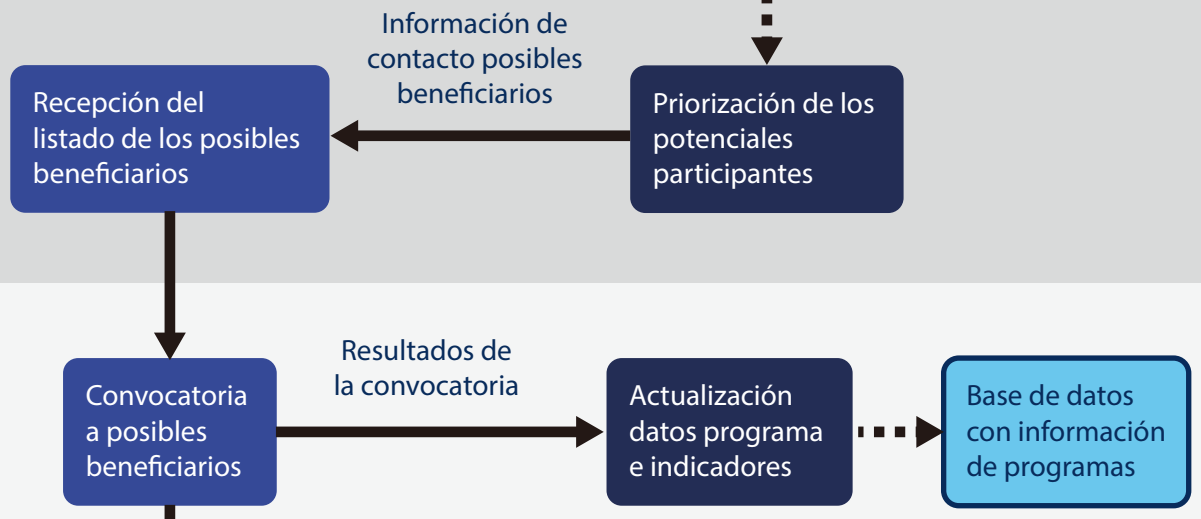 Información de
contacto posibles
beneficiarios
Recepción del
listado de los posibles
beneficiarios
Priorización de los
potenciales
participantes
Resultados de
la convocatoria
Convocatoria
a posibles
beneficiarios
Actualización
datos programa
e indicadores
Base de datos
con información
de programas